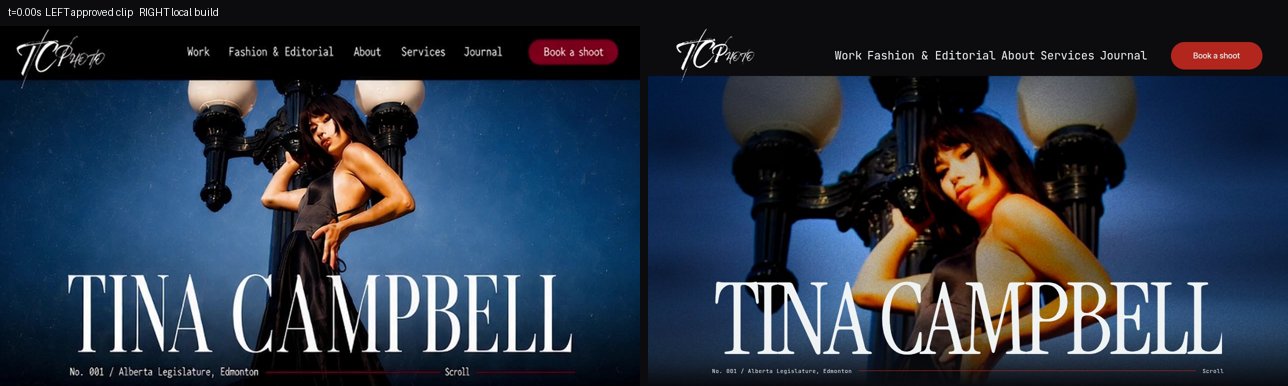 t=0.00s LEFT approved clip RIGHT local build
TCPHOTO Work Fashion & Editorial About Services Journal Book a shoot
TINA CAMPBELL
No. 001 / Alberta Legislature, Edmonton Scroll
TCPHOTO Work Fashion & Editorial About Services Journal Book a shoot
TINA CAMPBELL
No. 001 / Alberta Legislature, Edmonton Scroll